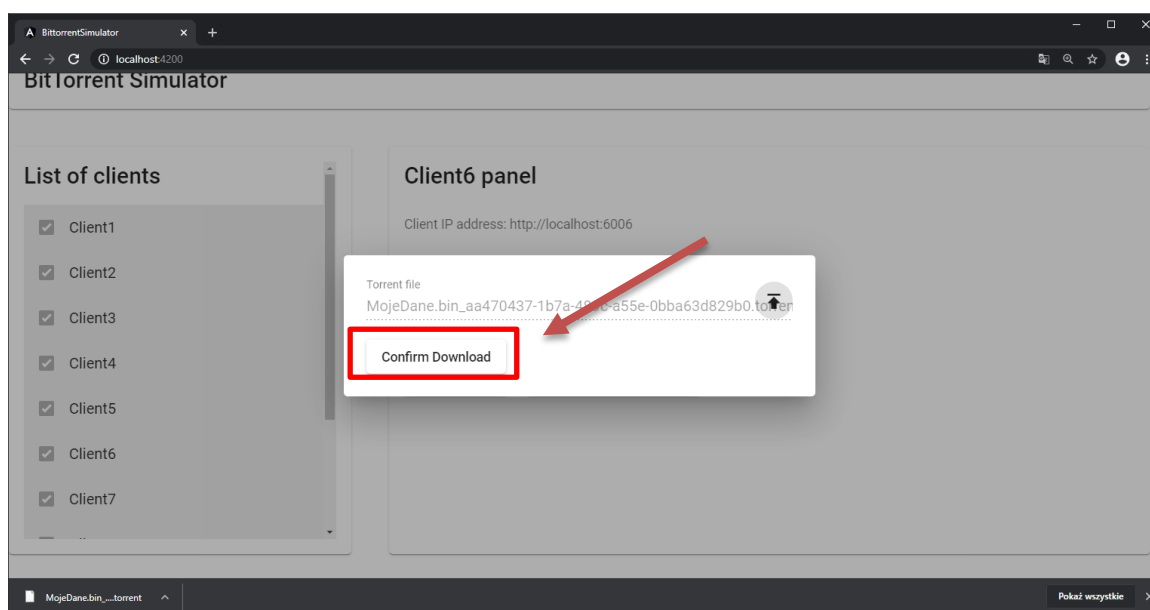 BittorrentSimulator
localhost:4200
BitTorrent Simulator
List of clients
Client1
Client2
Client3
Client4
Client5
Client6
Client7
Client6 panel
Client IP address: http://localhost:6006
Torrent file
Confirm Download
MojeDane.bin_....torrent
Pokaż wszystkie